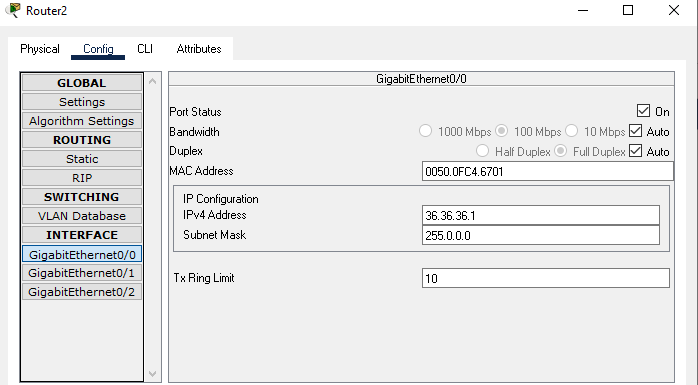 Router2
Physical Config CLI Attributes
GLOBAL
Settings
Algorithm Settings
ROUTING
Static
RIP
SWITCHING
VLAN Database
INTERFACE
GigabitEthernet0/0
GigabitEthernet0/1
GigabitEthernet0/2
GigabitEthernet0/0
Port Status On
Bandwidth 1000 Mbps 100 Mbps 10 Mbps Auto
Duplex Half Duplex Full Duplex Auto
MAC Address 0050.0FC4.6701
IP Configuration
IPv4 Address 36.36.36.1
Subnet Mask 255.0.0.0
Tx Ring Limit 10